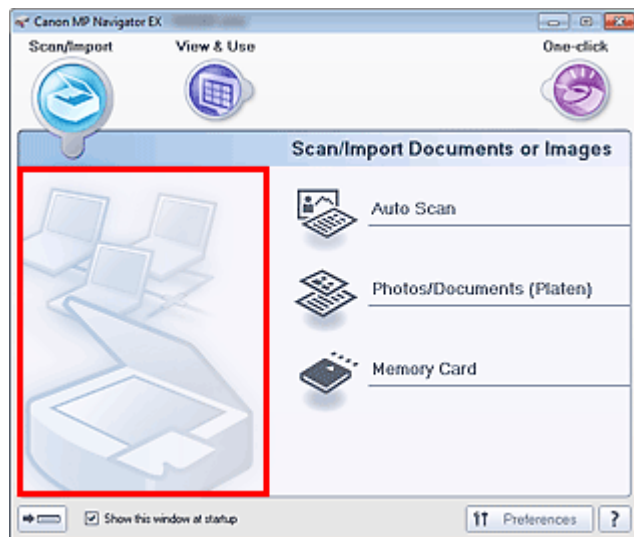 Canon MP Navigator EX
Scan/Import View & Use One-click
Scan/Import Documents or Images
Auto Scan
Photos/Documents (Platen)
Memory Card
Show this window at startup
Preferences ?